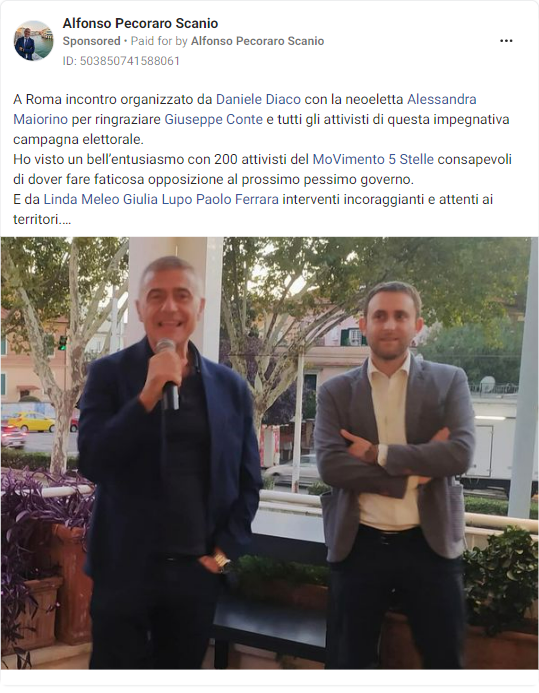 Alfonso Pecoraro Scanio
Sponsored • Paid for by Alfonso Pecoraro Scanio
ID: 503850741588061
A Roma incontro organizzato da Daniele Diaco con la neoeletta Alessandra
Maiorino per ringraziare Giuseppe Conte e tutti gli attivisti di questa impegnativa
campagna elettorale.
Ho visto un bell’entusiasmo con 200 attivisti del MoVimento 5 Stelle consapevoli
di dover fare faticosa opposizione al prossimo pessimo governo.
E da Linda Meleo Giulia Lupo Paolo Ferrara interventi incoraggianti e attenti ai
territori....